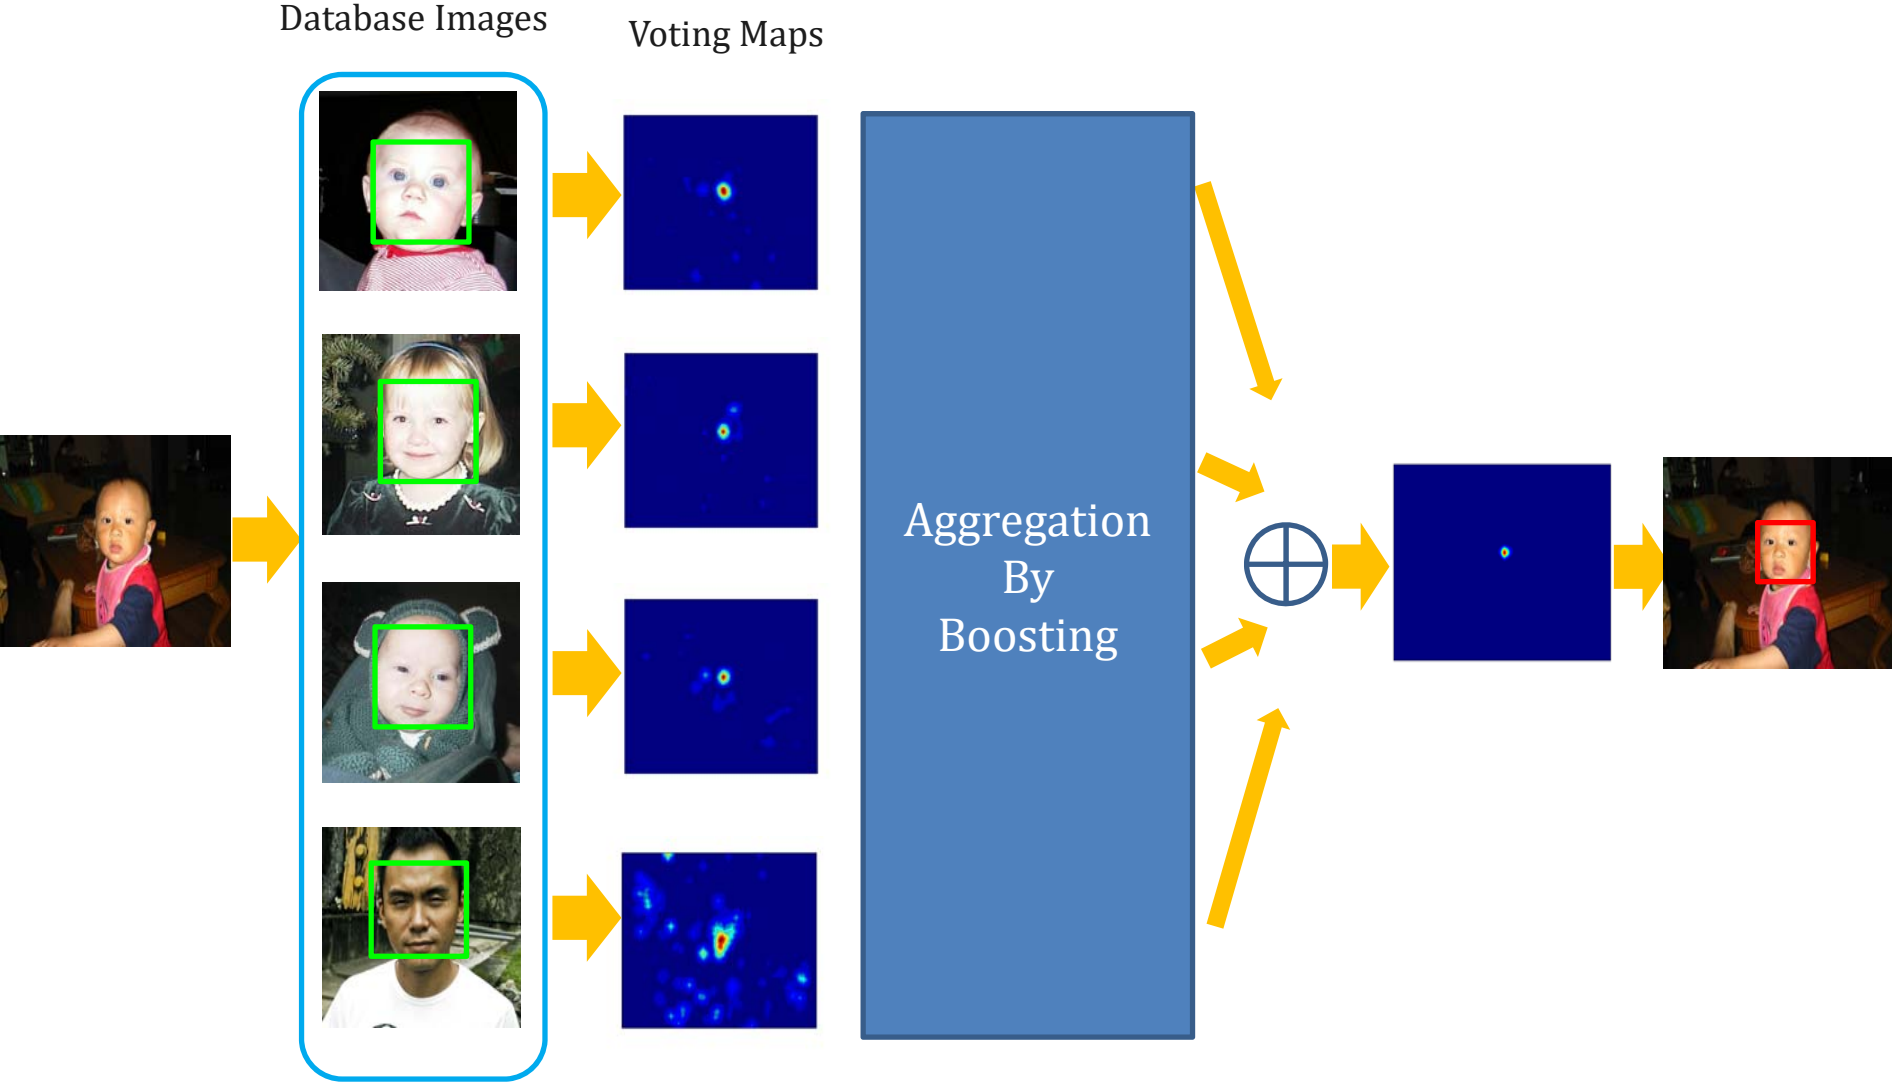 Database Images
Voting Maps
Aggregation
By
Boosting